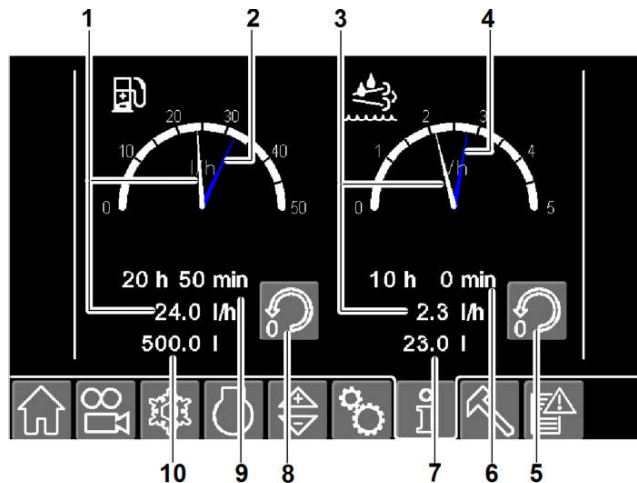 1 2 3 4
20 30 2 3
10 40 1 4
l/h l/h
0 50 0 5
20 h 50 min 10 h 0 min
24.0 l/h 2.3 l/h
0 0
500.0 l 23.0 l
10 9 8 7 6 5